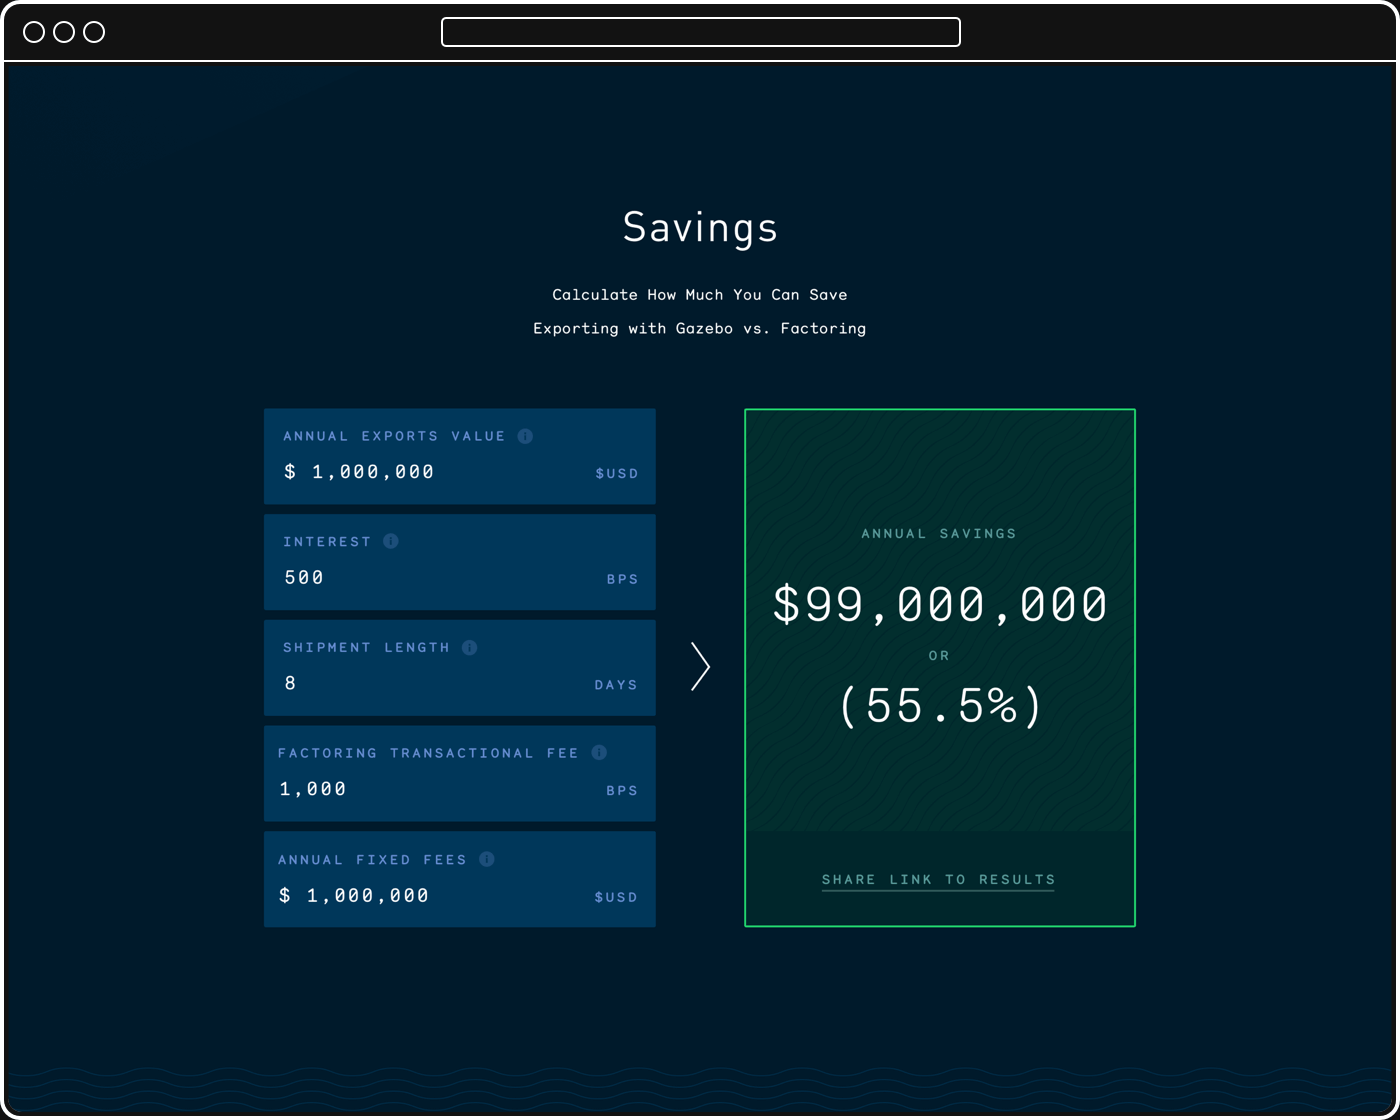 Savings
Calculate How Much You Can Save
Exporting with Gazebo vs. Factoring
ANNUAL EXPORTS VALUE i
$ 1,000,000 $USD
INTEREST i
500 BPS
SHIPMENT LENGTH i
8 DAYS
FACTORING TRANSACTIONAL FEE i
1,000 BPS
ANNUAL FIXED FEES i
$ 1,000,000 $USD
ANNUAL SAVINGS
$99,000,000
OR
(55.5%)
SHARE LINK TO RESULTS